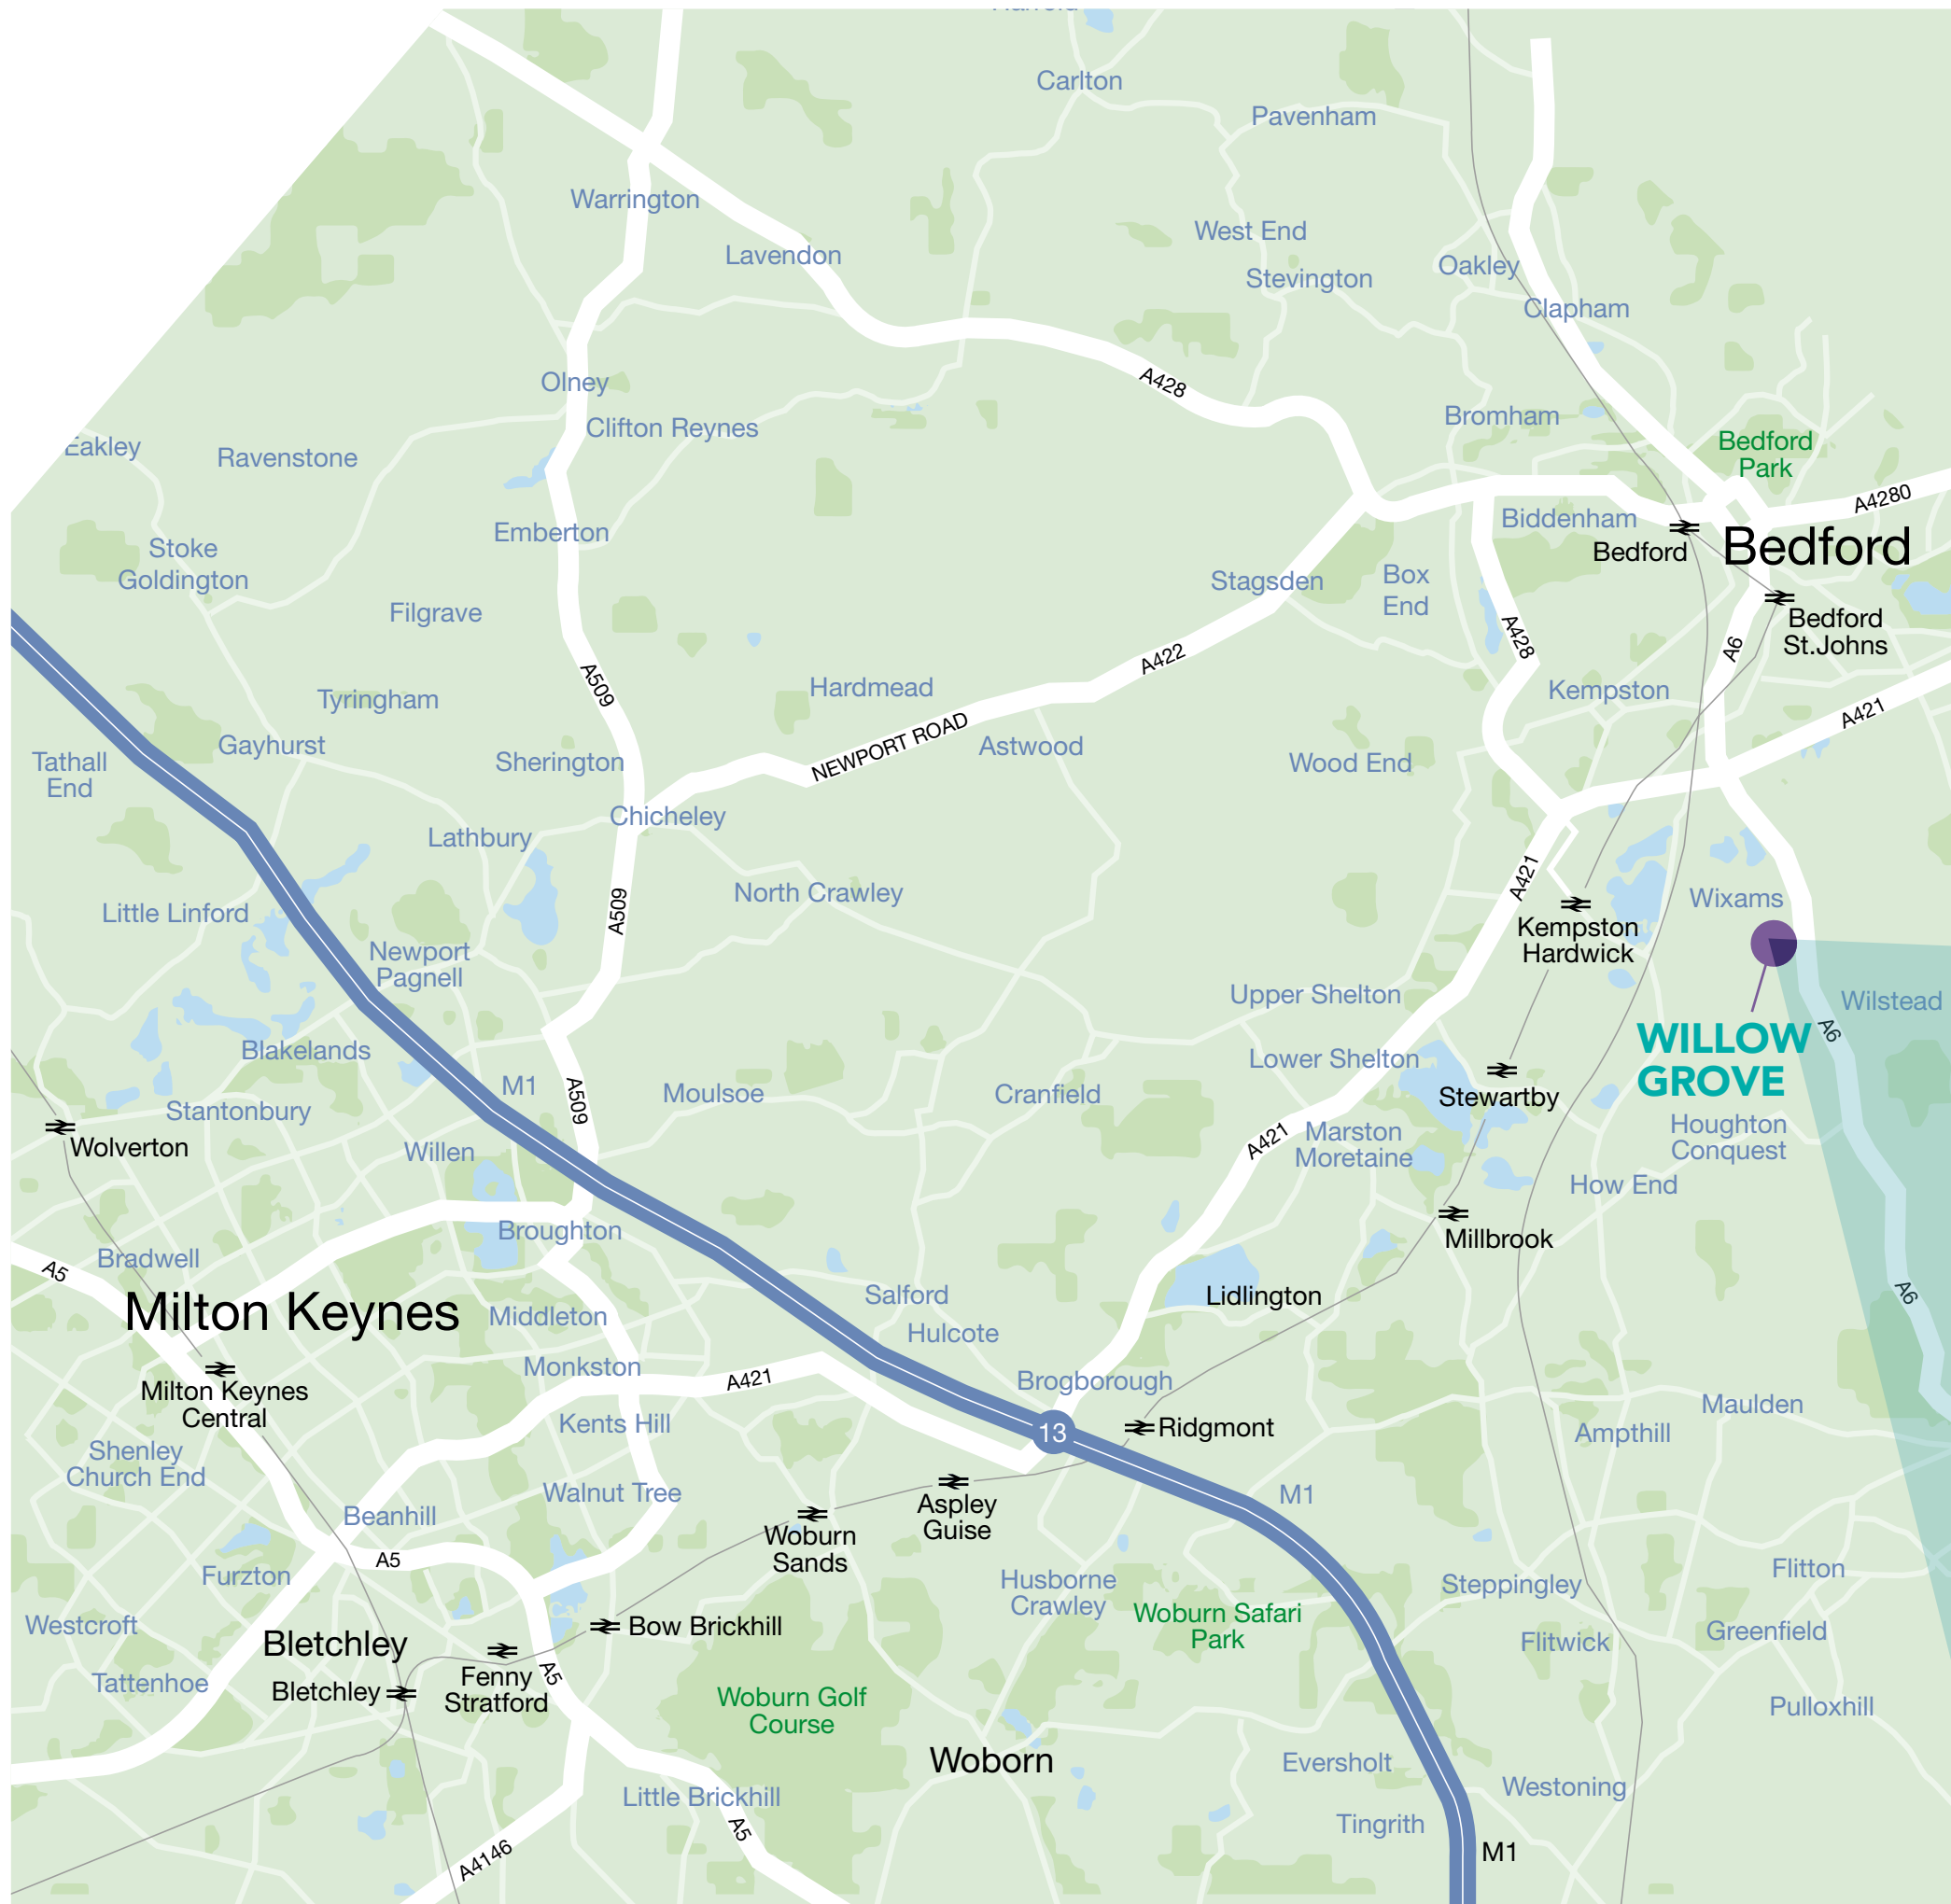 Carlton
Pavenham
Warrington
West End
Lavendon
Oakley
Stevington
Clapham
Olney
A428
Bromham
Clifton Reynes
Bedford
Park
Eakley
Ravenstone
A4280
Biddenham
Emberton
Bedford
Bedford
Stoke
Goldington
Stagsden
Box
End
Filgrave
Bedford
St.Johns
A428
A6
A422
A509
Hardmead
Kempston
Tyringham
A421
NEWPORT ROAD
Gayhurst
Astwood
Tathall
End
Sherington
Wood End
Chicheley
Lathbury
A421
North Crawley
Wixams
A509
Little Linford
Kempston
Hardwick
Newport
Pagnell
Upper Shelton
Wilstead
A6
WILLOW
GROVE
Blakelands
Lower Shelton
M1
A509
Moulsoe
Cranfield
Stewartby
Stantonbury
Houghton
Conquest
A421
Marston
Moretaine
Wolverton
Willen
How End
Broughton
Millbrook
Bradwell
A5
Salford
Lidlington
A6
Milton Keynes
Middleton
Hulcote
Monkston
A421
Brogborough
Milton Keynes
Central
Maulden
Kents Hill
13
Ridgmont
Ampthill
Shenley
Church End
Walnut Tree
M1
Aspley
Guise
Beanhill
Woburn
Sands
A5
Furzton
Flitton
Husborne
Crawley
Steppingley
Westcroft
Woburn Safari
Park
Bow Brickhill
Greenfield
Bletchley
Flitwick
Fenny
Stratford
A5
Tattenhoe
Bletchley
Woburn Golf
Course
Pulloxhill
Woborn
Eversholt
Westoning
Little Brickhill
Tingrith
A5
M1
A4146